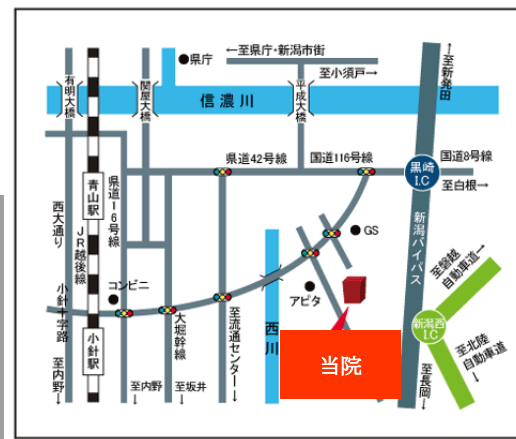 ←至県庁・新潟市街
至小須戸→
●県庁
有明大橋
関屋大橋
平成大橋
信濃川
至新発田→
県道42号線
国道116号線
国道8号線
黒崎
I.C
至白根→
青山駅
県道16号線
西大通り
JR越後線
新潟バイパス
GS
至磐越
自動車道→
コンビニ
アピタ
小針十字路
小針駅
大堀幹線
至流通センター→
西川
新潟西
I.C
当院
至北陸
自動車道→
至長岡→
至内野→
至内野
至坂井